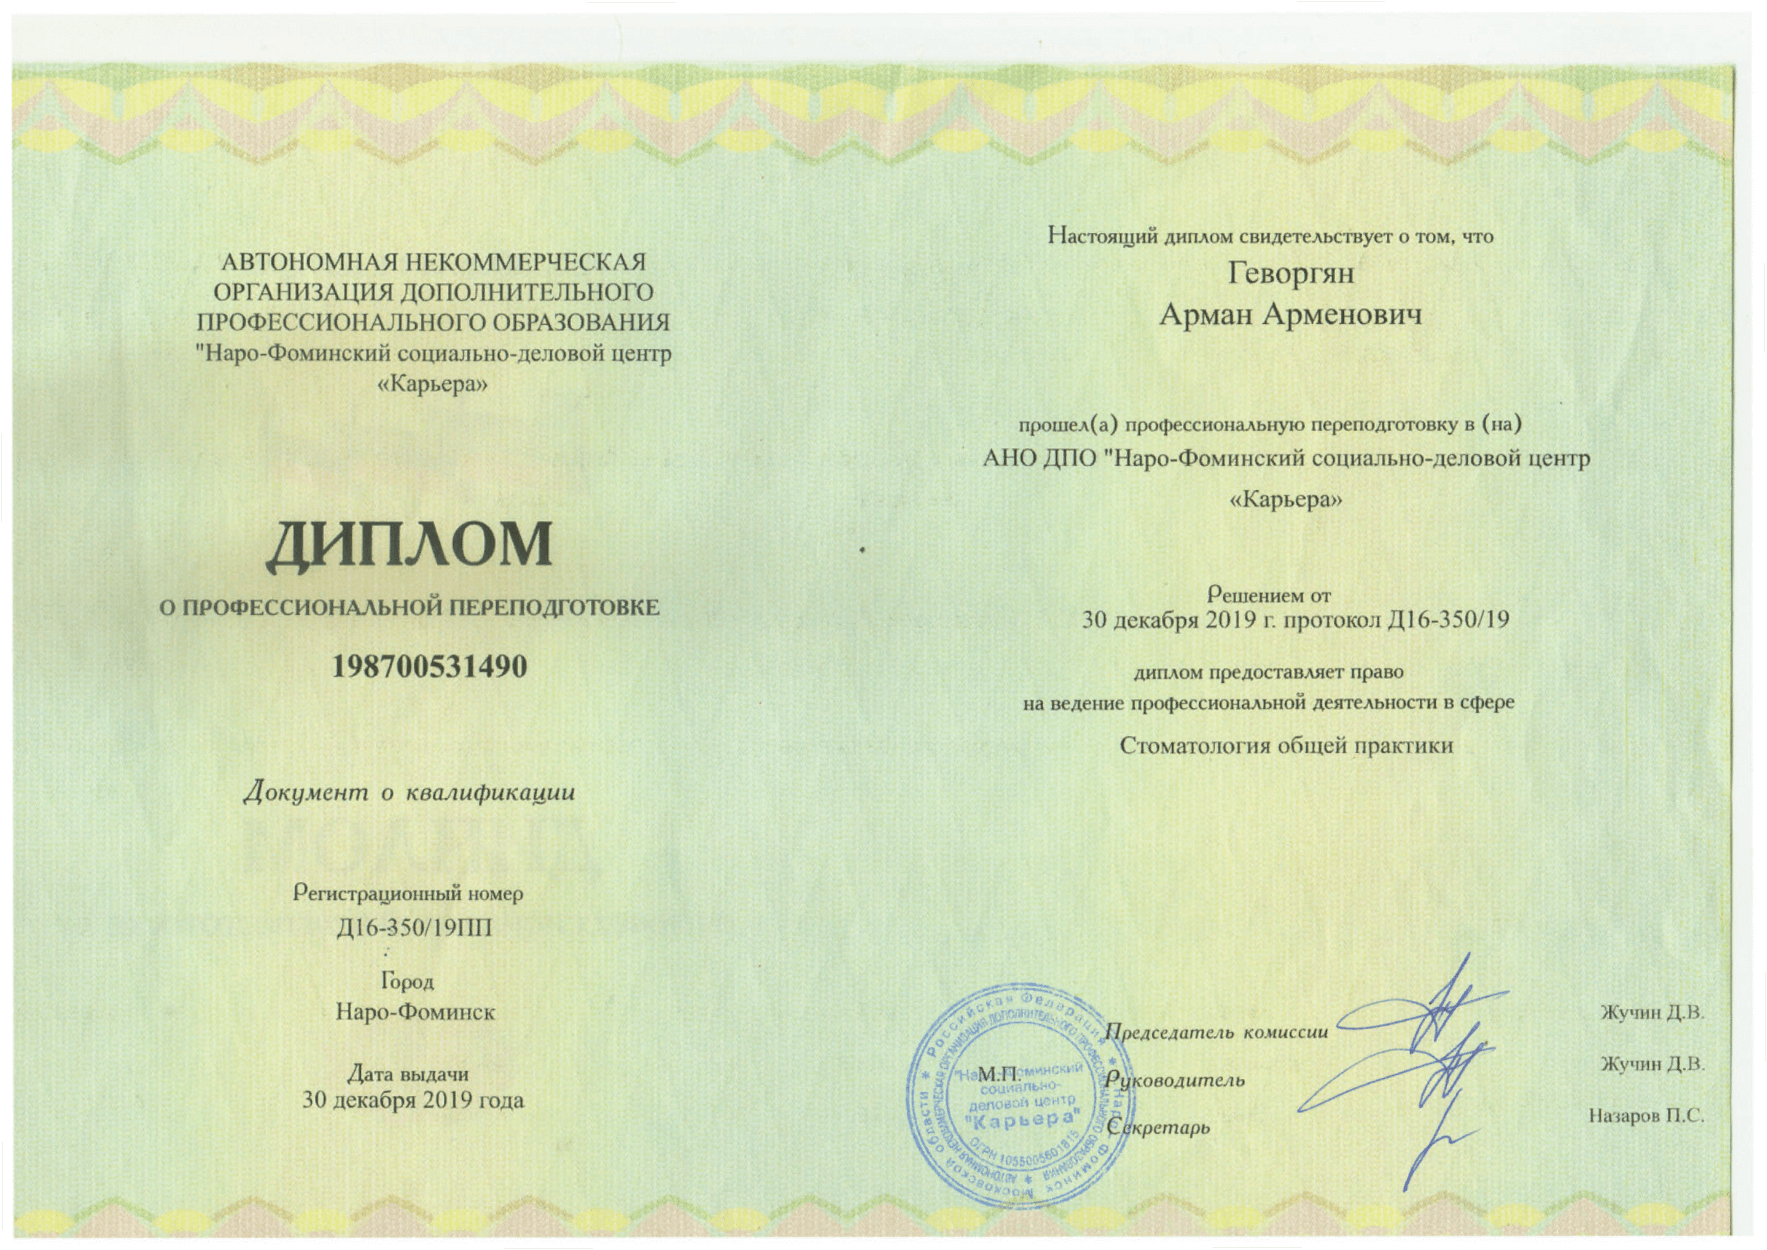 АВТОНОМНАЯ НЕКОММЕРЧЕСКАЯ
ОРГАНИЗАЦИЯ ДОПОЛНИТЕЛЬНОГО
ПРОФЕССИОНАЛЬНОГО ОБРАЗОВАНИЯ
"Наро-Фоминский социально-деловой центр
«Карьера»
ДИПЛОМ
О ПРОФЕССИОНАЛЬНОЙ ПЕРЕПОДГОТОВКЕ
198700531490
Документ о квалификации
Регистрационный номер
Д16-350/19ПП
Город
Наро-Фоминск
Дата выдачи
30 декабря 2019 года
Настоящий диплом свидетельствует о том, что
Геворгян
Арман Арменович
прошел(а) профессиональную переподготовку в (на)
АНО ДПО "Наро-Фоминский социально-деловой центр
«Карьера»
Решением от
30 декабря 2019 г. протокол Д16-350/19
диплом предоставляет право
на ведение профессиональной деятельности в сфере
Стоматология общей практики
Председатель комиссии
Жучин Д.В.
М.П.
Руководитель
Жучин Д.В.
Секретарь
Назаров П.С.
Российская Федерация * Наро-Фоминск Московской области *
АВТОНОМНАЯ НЕКОММЕРЧЕСКАЯ ОРГАНИЗАЦИЯ ДОПОЛНИТЕЛЬНОГО ПРОФЕССИОНАЛЬНОГО ОБРАЗОВАНИЯ *
"Наро-Фоминский
социально-
деловой центр
"Карьера"
ОГРН